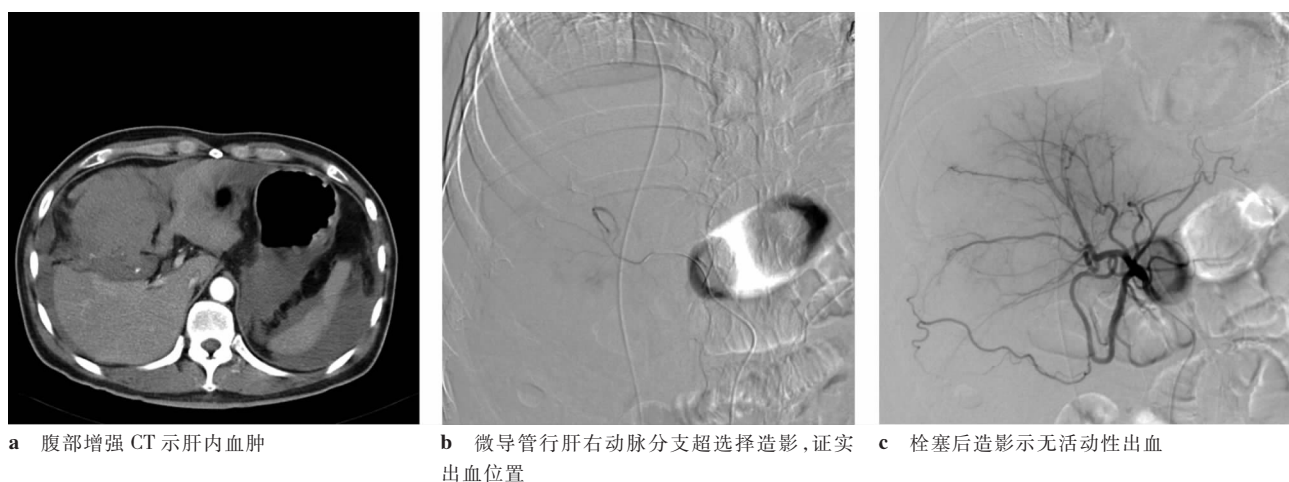 a 腹部增强 CT 示肝内血肿
b 微导管行肝右动脉分支超选择造影,证实
出血位置
c 栓塞后造影示无活动性出血